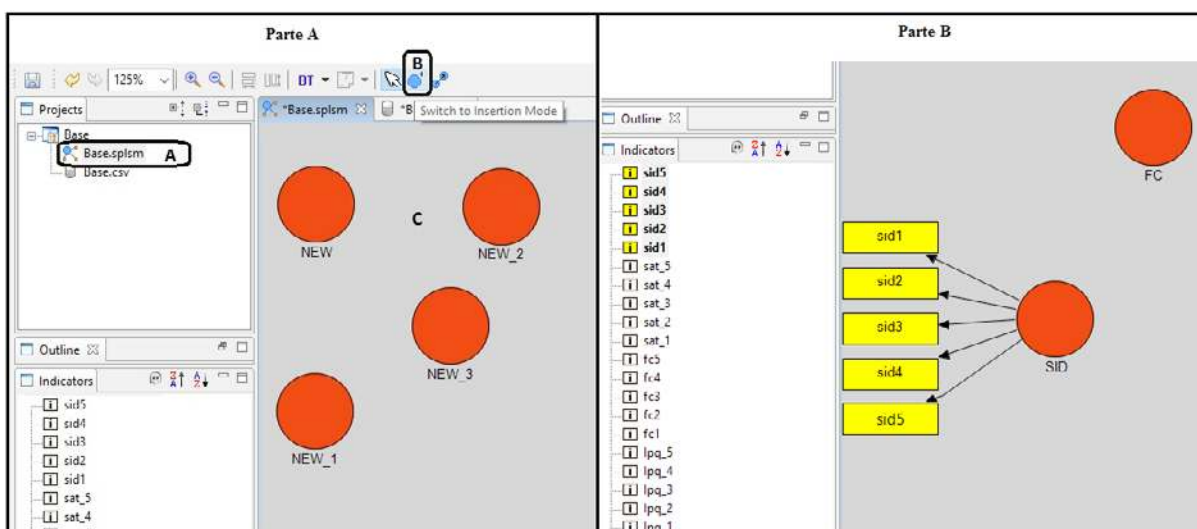 Parte A
B
125%
DT
Projects
*Base.splsm
*B
Switch to Insertion Mode
Base
Base.splsm A
Base.csv
C
NEW
NEW_2
NEW_3
NEW_1
Outline
Indicators
sid5
sid4
sid3
sid2
sid1
sat_5
sat_4
Parte B
Outline
Indicators
sid5
sid4
sid3
sid2
sid1
sat_5
sat_4
sat_3
sat_2
sat_1
fc5
fc4
fc3
fc2
fc1
lpq_5
lpq_4
lpq_3
lpq_2
lpq_1
FC
sid1
sid2
sid3
sid4
sid5
SID